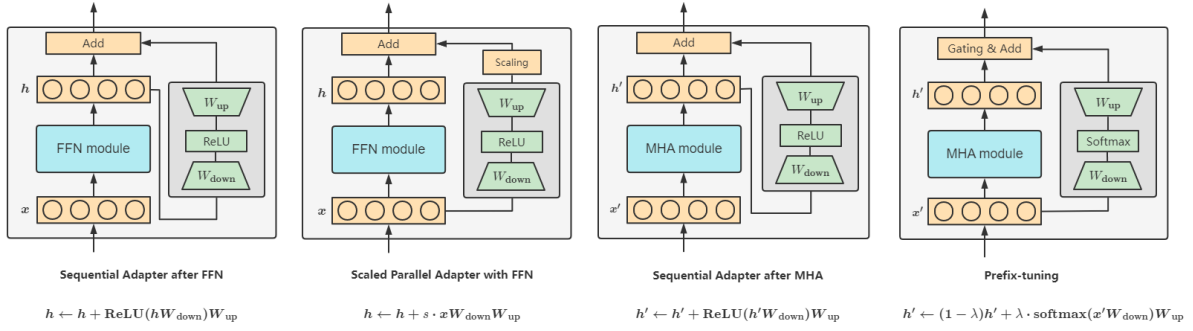 Add
h
W_up
FFN module
ReLU
W_down
x
Sequential Adapter after FFN
h ← h + ReLU(hW_down)W_up
Add
Scaling
h
W_up
FFN module
ReLU
W_down
x
Scaled Parallel Adapter with FFN
h ← h + s · xW_downW_up
Add
h′
W_up
MHA module
ReLU
W_down
x′
Sequential Adapter after MHA
h′ ← h′ + ReLU(h′W_down)W_up
Gating & Add
h′
W_up
MHA module
Softmax
W_down
x′
Prefix-tuning
h′ ← (1 − λ)h′ + λ · softmax(x′W_down)W_up